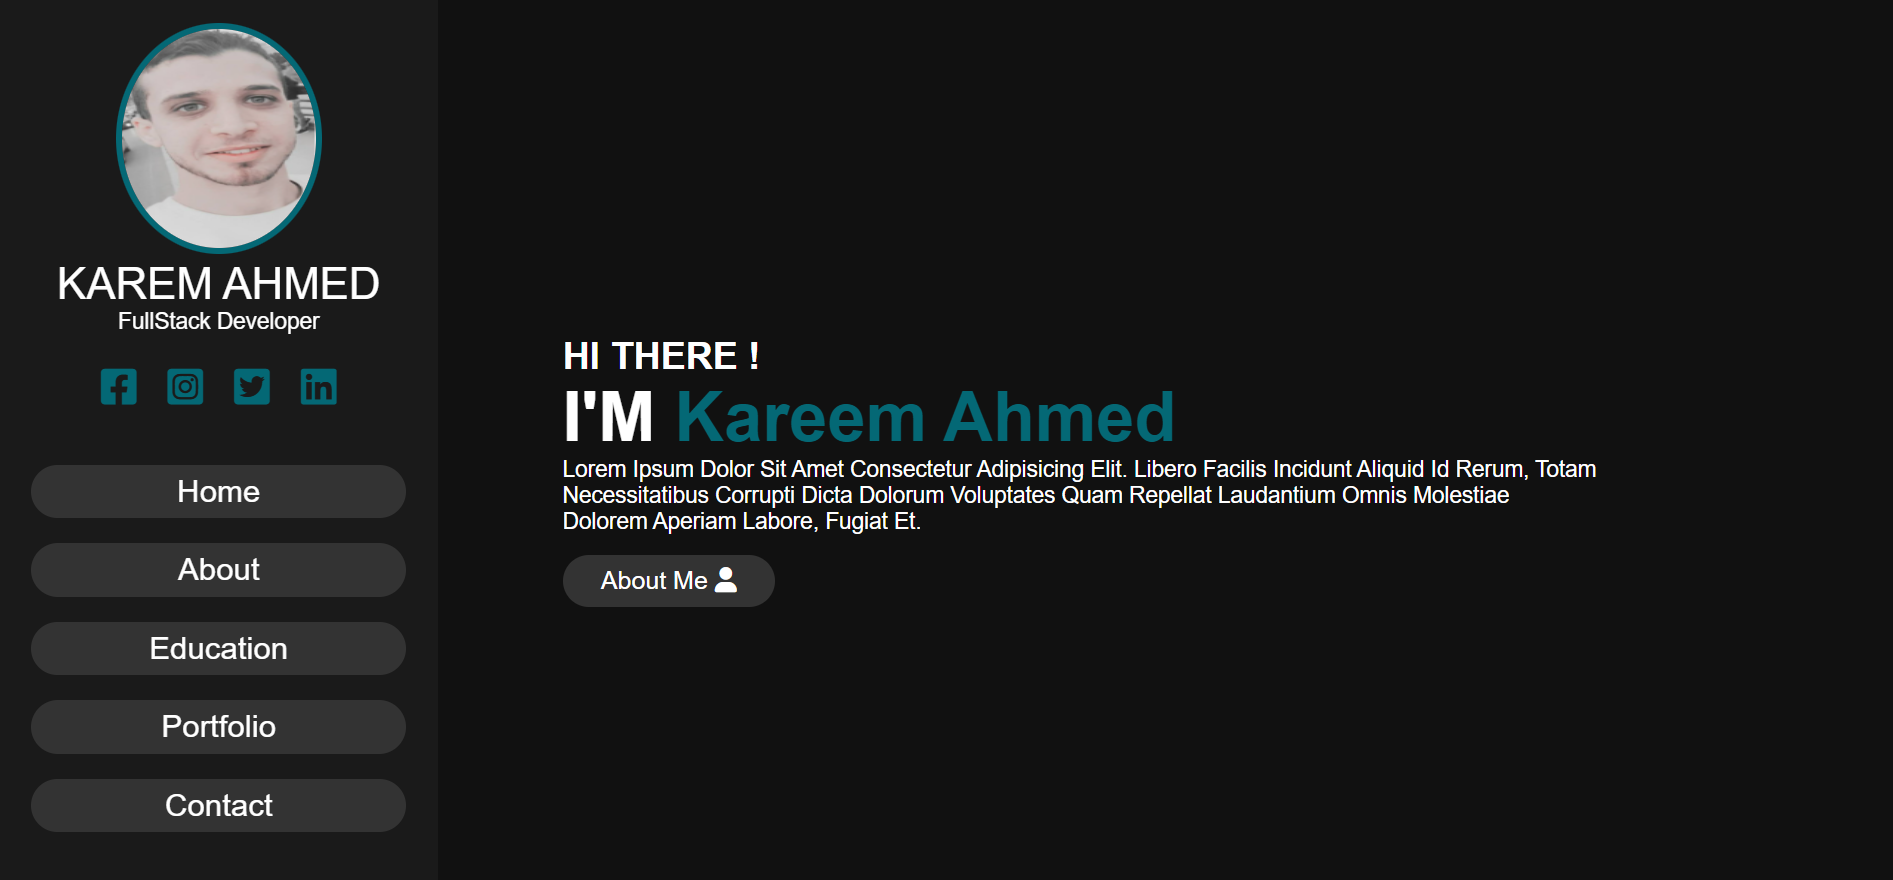 KAREM AHMED
FullStack Developer
Home
About
Education
Portfolio
Contact
HI THERE !
I'M Kareem Ahmed
Lorem Ipsum Dolor Sit Amet Consectetur Adipisicing Elit. Libero Facilis Incidunt Aliquid Id Rerum, Totam
Necessitatibus Corrupti Dicta Dolorum Voluptates Quam Repellat Laudantium Omnis Molestiae
Dolorem Aperiam Labore, Fugiat Et.
About Me